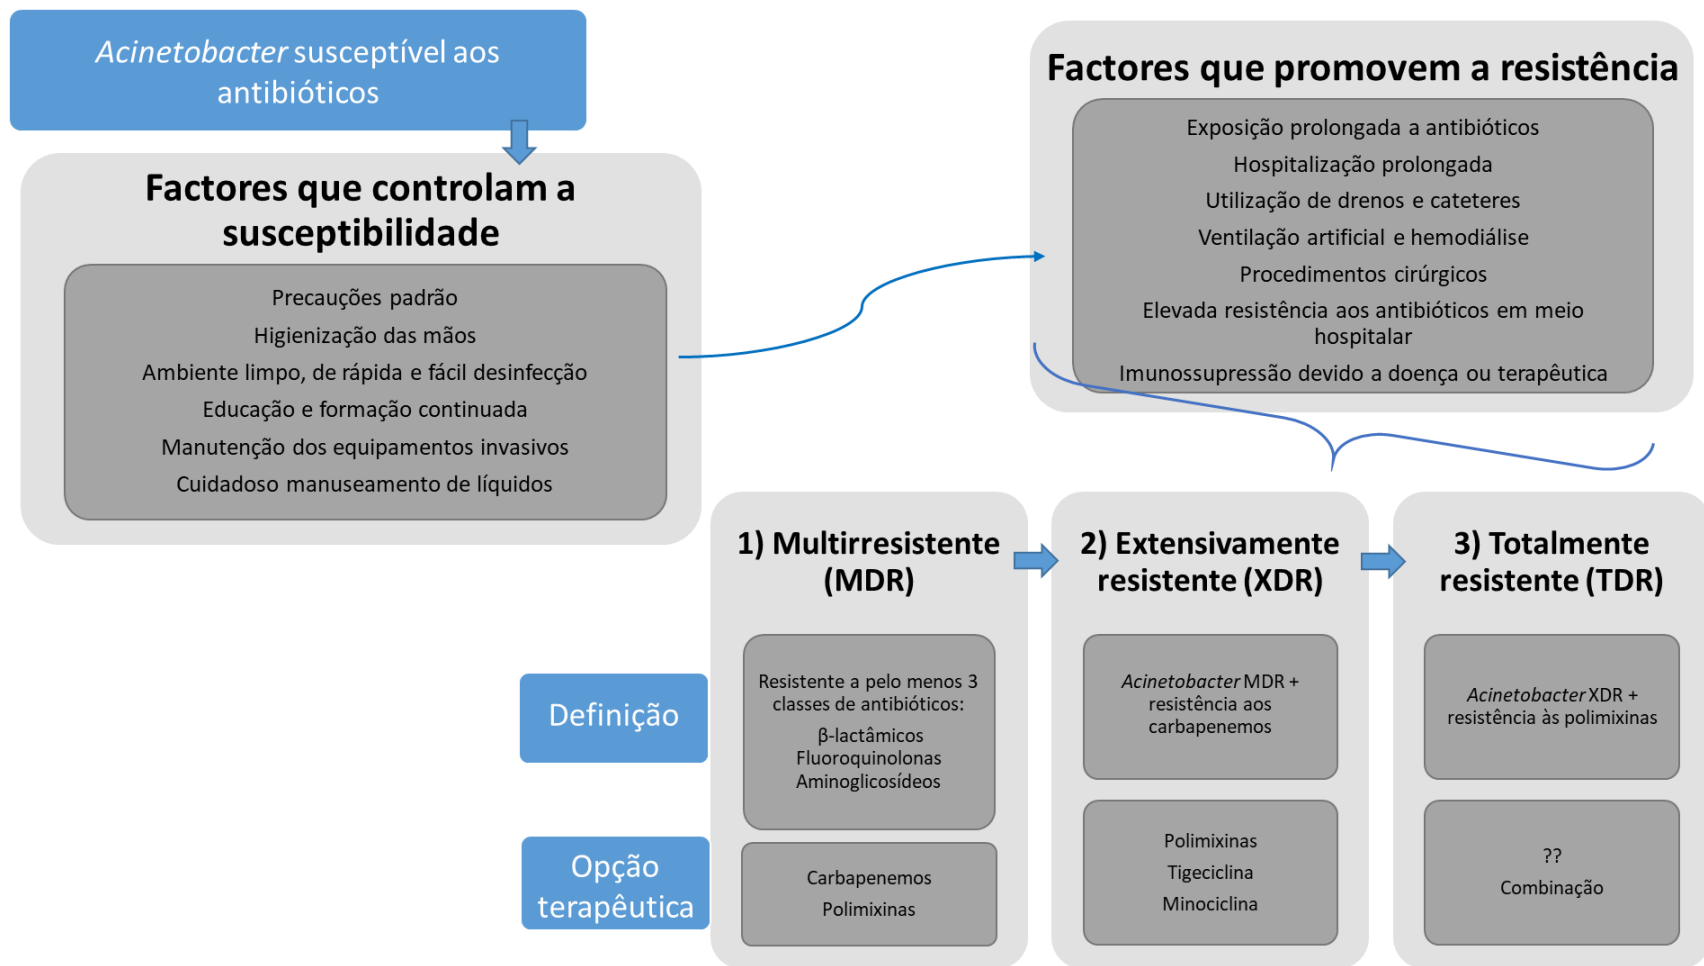 Acinetobacter susceptível aos
antibióticos
Factores que controlam a
susceptibilidade
Precauções padrão
Higienização das mãos
Ambiente limpo, de rápida e fácil desinfecção
Educação e formação continuada
Manutenção dos equipamentos invasivos
Cuidadoso manuseamento de líquidos
Factores que promovem a resistência
Exposição prolongada a antibióticos
Hospitalização prolongada
Utilização de drenos e cateteres
Ventilação artificial e hemodiálise
Procedimentos cirúrgicos
Elevada resistência aos antibióticos em meio
hospitalar
Imunossupressão devido a doença ou terapêutica
1) Multirresistente
(MDR)
2) Extensivamente
resistente (XDR)
3) Totalmente
resistente (TDR)
Definição
Resistente a pelo menos 3
classes de antibióticos:
β-lactâmicos
Fluoroquinolonas
Aminoglicosídeos
Acinetobacter MDR +
resistência aos
carbapenemos
Acinetobacter XDR +
resistência às polimixinas
Opção
terapêutica
Carbapenemos
Polimixinas
Polimixinas
Tigeciclina
Minociclina
??
Combinação